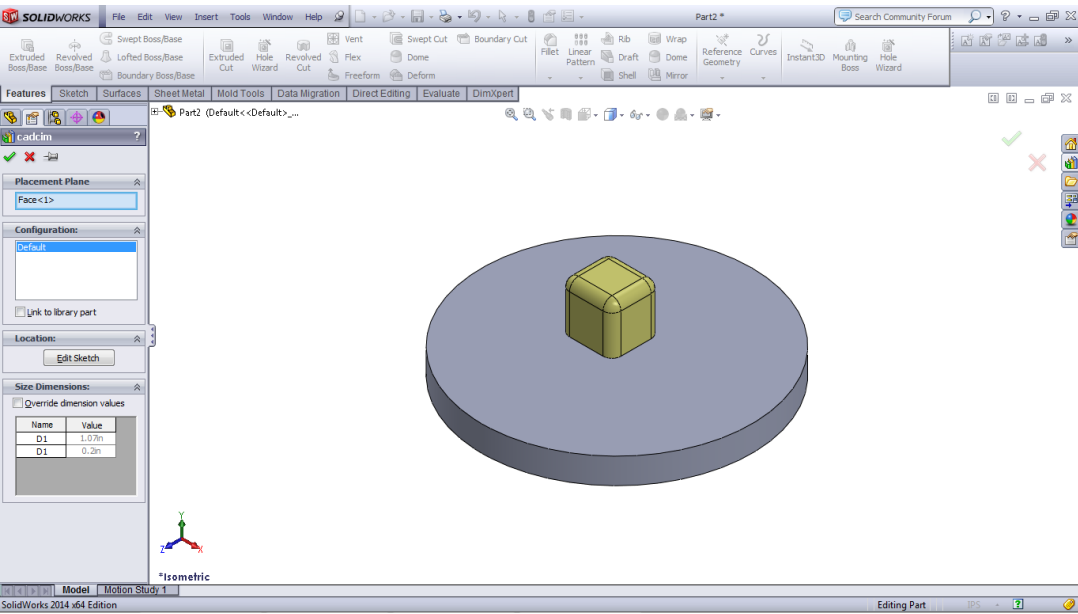 SOLIDWORKS File Edit View Insert Tools Window Help Part2 * Search Community Forum ?
Extruded Boss/Base Revolved Boss/Base Swept Boss/Base Lofted Boss/Base Boundary Boss/Base Extruded Cut Hole Wizard Revolved Cut Vent Flex Freeform Swept Cut Dome Deform Boundary Cut Fillet Linear Pattern Rib Draft Shell Wrap Dome Mirror Reference Geometry Curves Instant3D Mounting Boss Hole Wizard »
Features Sketch Surfaces Sheet Metal Mold Tools Data Migration Direct Editing Evaluate DimXpert
Part2 (Default<<Default>_...
cadcim ?
Placement Plane
Face<1>
Configuration:
Default
Link to library part
Location:
Edit Sketch
Size Dimensions:
Override dimension values
Name Value
D1 1.07in
D1 0.2in
Y
Z X
*Isometric
Model Motion Study 1
SolidWorks 2014 x64 Edition Editing Part IPS ?